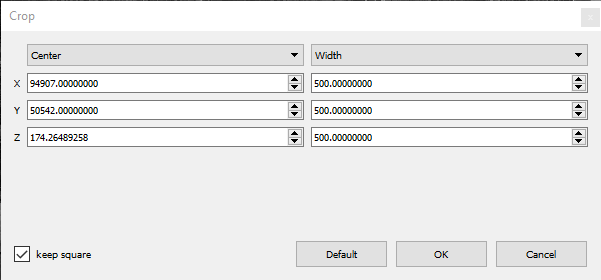 Crop
Center Width
X 94907.00000000 500.00000000
Y 50542.00000000 500.00000000
Z 174.26489258 500.00000000
keep square Default OK Cancel